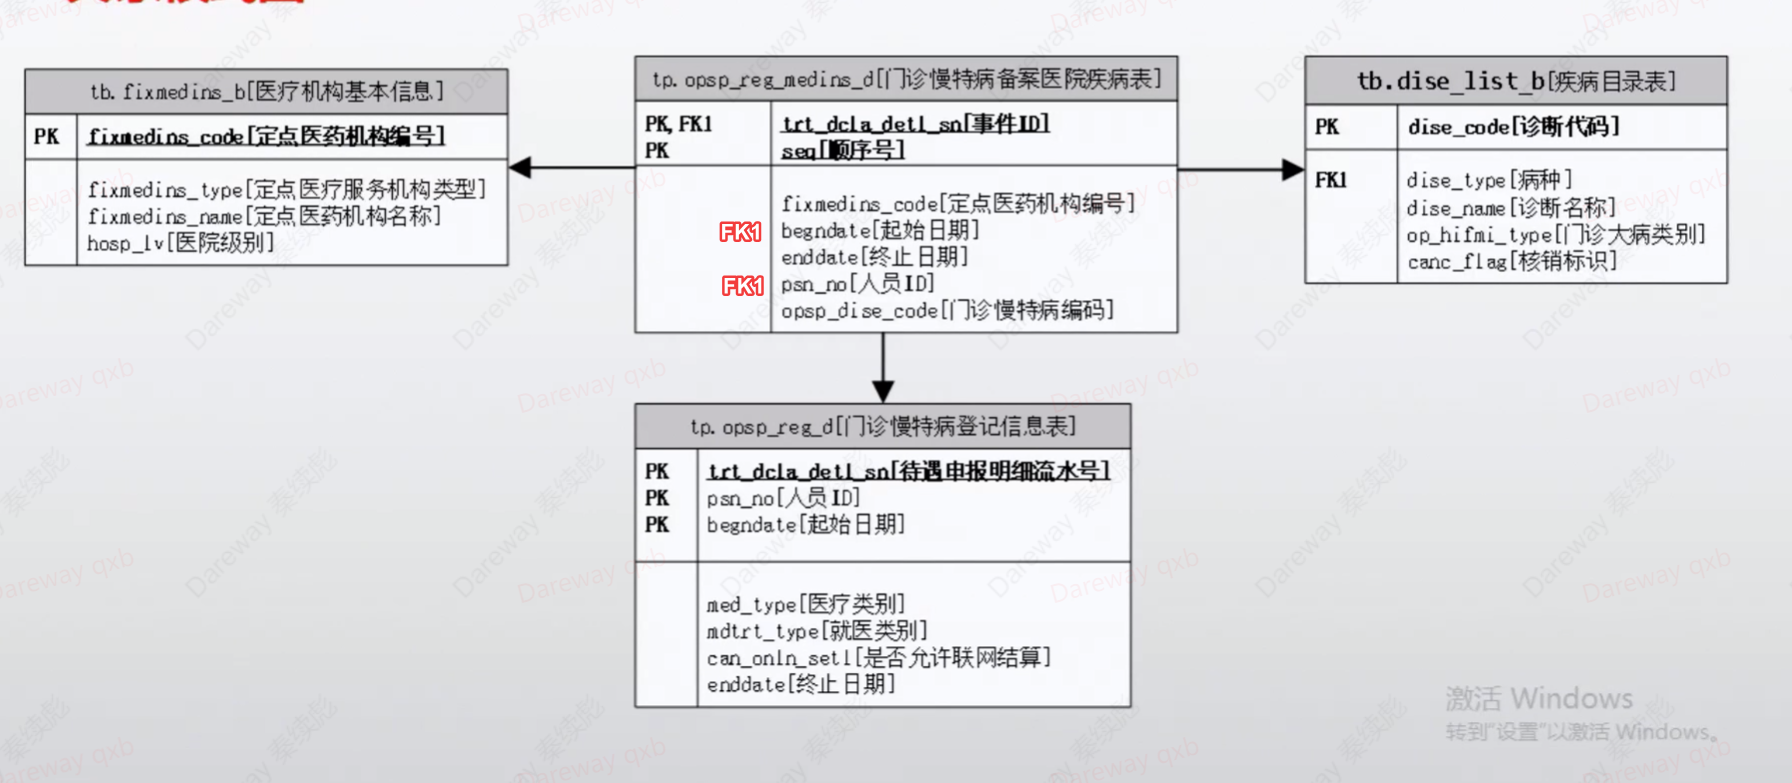 tb.fixmedins_b[医疗机构基本信息]
PK fixmedins_code[定点医药机构编号]
fixmedins_type[定点医疗服务机构类型]
fixmedins_name[定点医药机构名称]
hosp_lv[医院级别]
tp.opsp_reg_medins_d[门诊慢特病备案医院疾病表]
PK,FK1 trt_dcla_detl_sn[事件ID]
PK seq[顺序号]
fixmedins_code[定点医药机构编号]
FK1 begndate[起始日期]
enddate[终止日期]
FK1 psn_no[人员ID]
opsp_dise_code[门诊慢特病编码]
tb.dise_list_b[疾病目录表]
PK dise_code[诊断代码]
FK1 dise_type[病种]
dise_name[诊断名称]
op_hifmi_type[门诊大病类别]
canc_flag[核销标识]
tp.opsp_reg_d[门诊慢特病登记信息表]
PK trt_dcla_detl_sn[待遇申报明细流水号]
PK psn_no[人员ID]
PK begndate[起始日期]
med_type[医疗类别]
mdtrt_type[就医类别]
can_onln_setl[是否允许联网结算]
enddate[终止日期]
激活 Windows
转到“设置”以激活 Windows。
Dareway qxb
Dareway 秦续彪